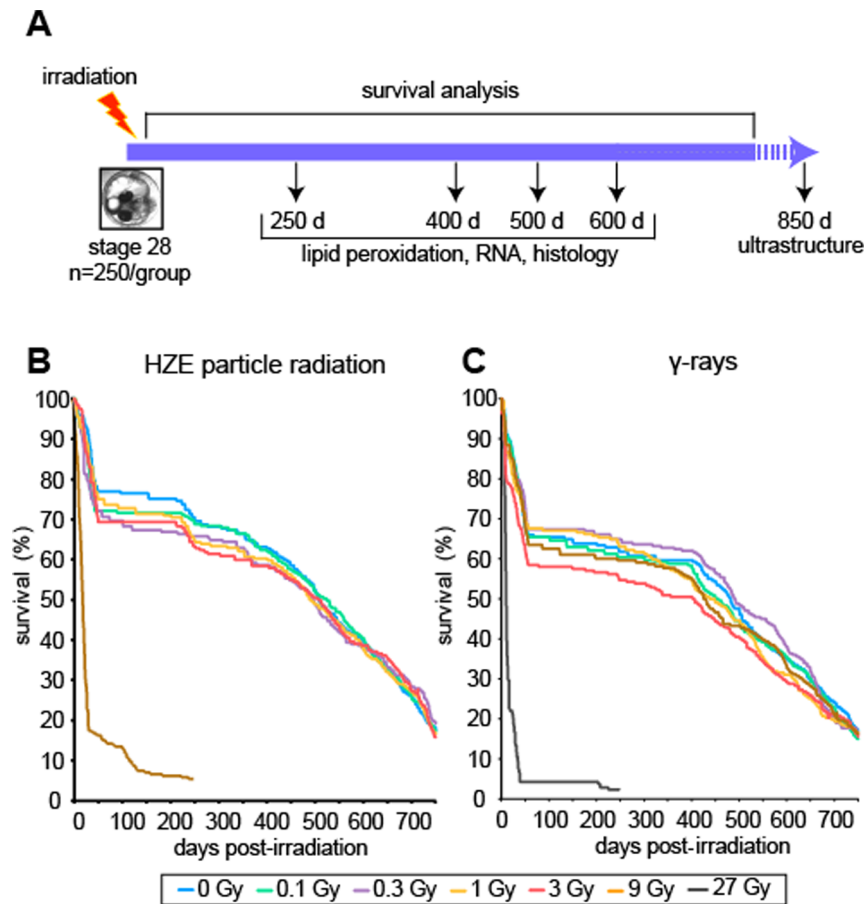 A
irradiation
survival analysis
250 d 400 d 500 d 600 d 850 d
stage 28 lipid peroxidation, RNA, histology ultrastructure
n=250/group
B HZE particle radiation
100
90
80
70
60
50
40
30
20
10
0
survival (%)
0 100 200 300 400 500 600 700
days post-irradiation
C γ-rays
100
90
80
70
60
50
40
30
20
10
0
survival (%)
0 100 200 300 400 500 600 700
days post-irradiation
0 Gy 0.1 Gy 0.3 Gy 1 Gy 3 Gy 9 Gy 27 Gy